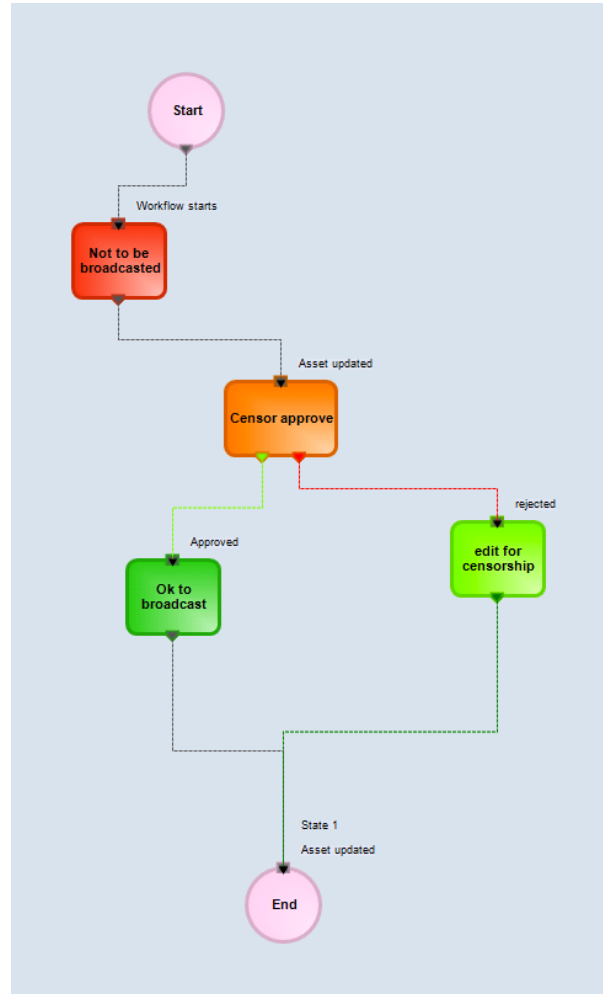 Start
Workflow starts
Not to be
broadcasted
Asset updated
Censor approve
rejected
Approved
edit for
censorship
Ok to
broadcast
State 1
Asset updated
End